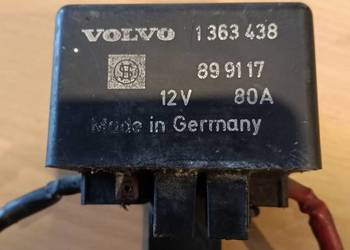 VOLVO 1 363 438
89 91 17
12V 80A
Made in Germany